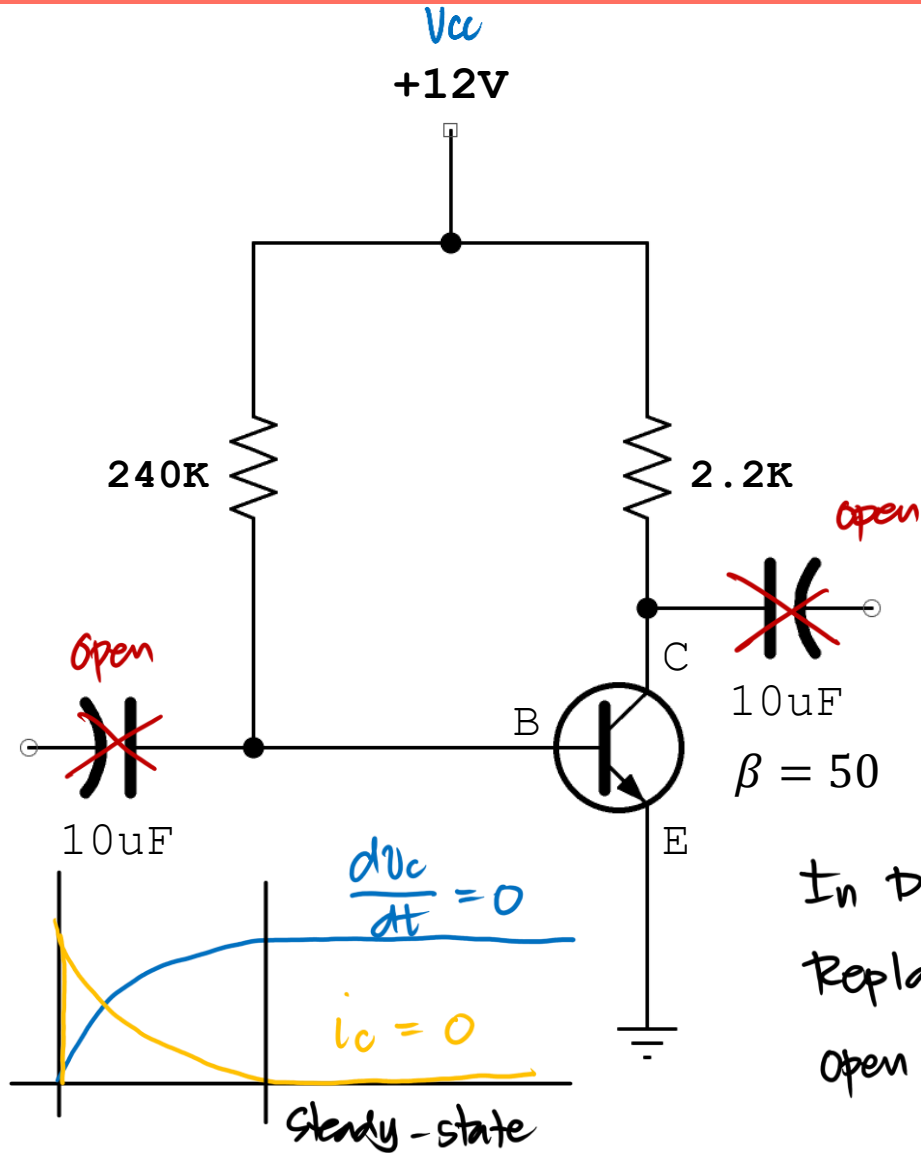 Vcc
+12V
240K
2.2K
open
open
C
B
10uF
β = 50
10uF
E
dvc/dt = 0
In
ic = 0
open
Steady-state